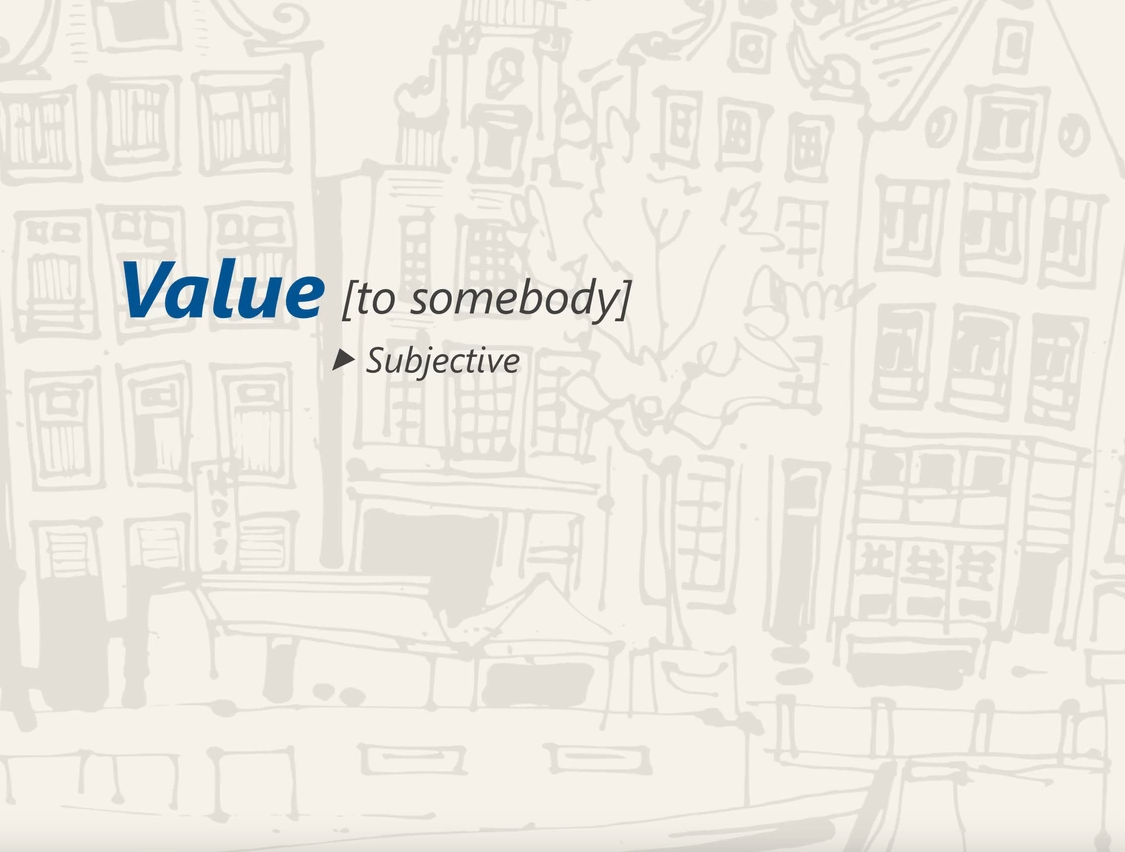 Value [to somebody]
▶ Subjective